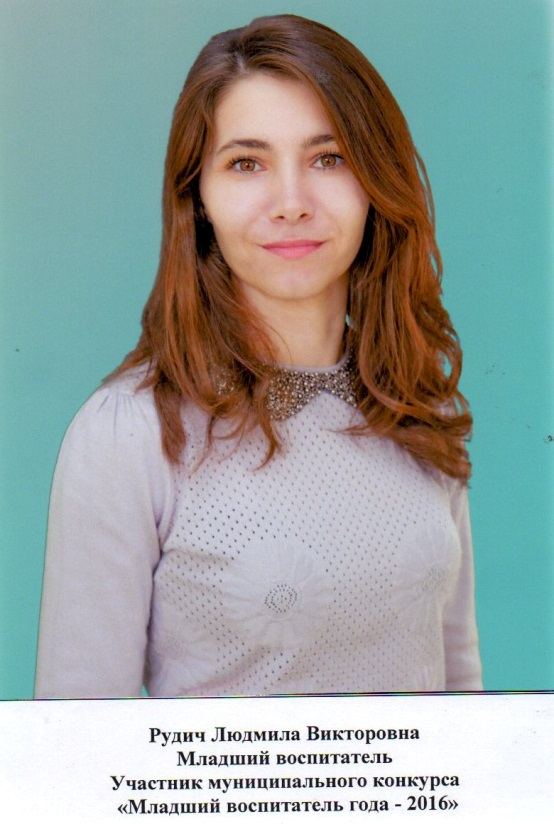 Рудич Людмила Викторовна
Младший воспитатель
Участник муниципального конкурса
«Младший воспитатель года - 2016»